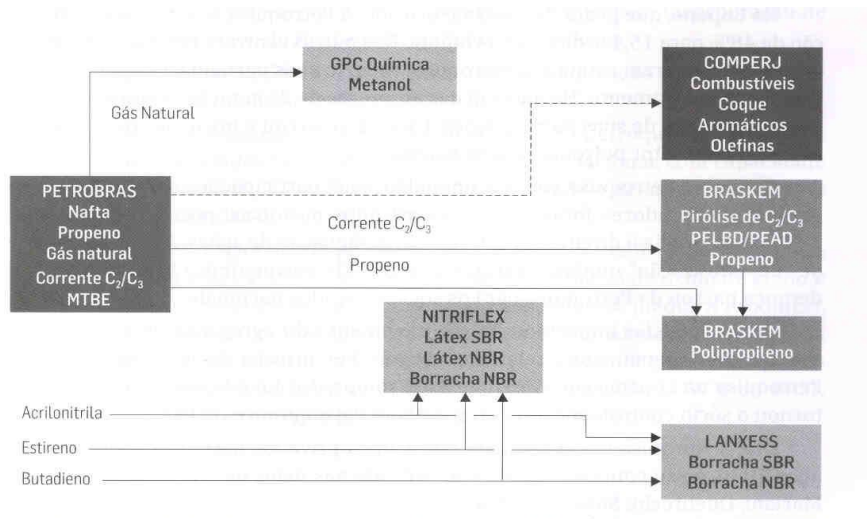 GPC Química
Metanol
COMPERJ
Combustíveis
Coque
Aromáticos
Olefinas
Gás Natural
PETROBRAS
Nafta
Propeno
Gás natural
Corrente C₂/C₃
MTBE
Corrente C₂/C₃
Propeno
BRASKEM
Pirólise de C₂/C₃
PELBD/PEAD
Propeno
NITRIFLEX
Látex SBR
Látex NBR
Borracha NBR
BRASKEM
Polipropileno
Acrilonitrila
Estireno
Butadieno
LANXESS
Borracha SBR
Borracha NBR